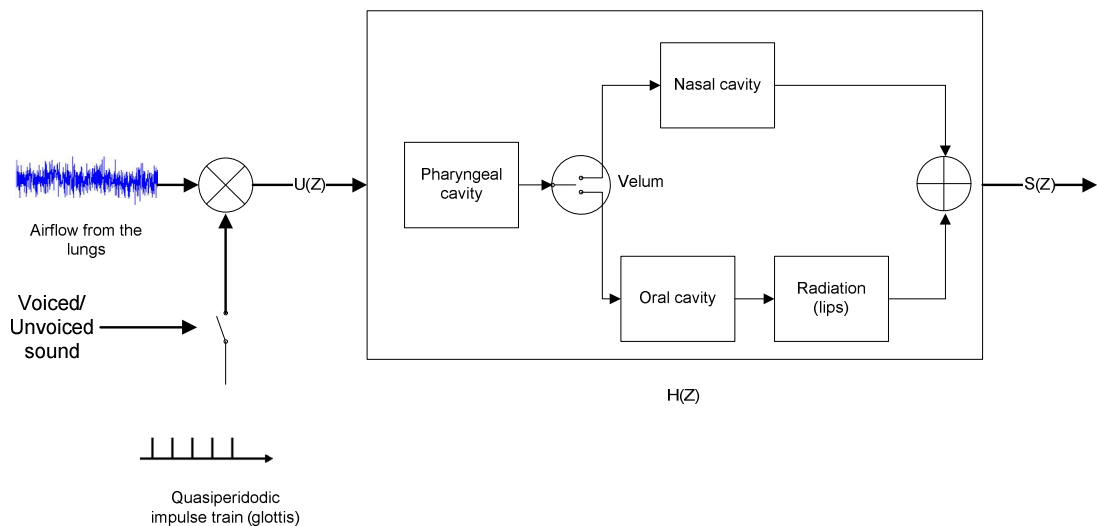 Airflow from the
lungs
Voiced/
Unvoiced
sound
Quasiperidodic
impulse train (glottis)
U(Z)
Pharyngeal
cavity
Velum
Nasal cavity
Oral cavity
Radiation
(lips)
H(Z)
S(Z)